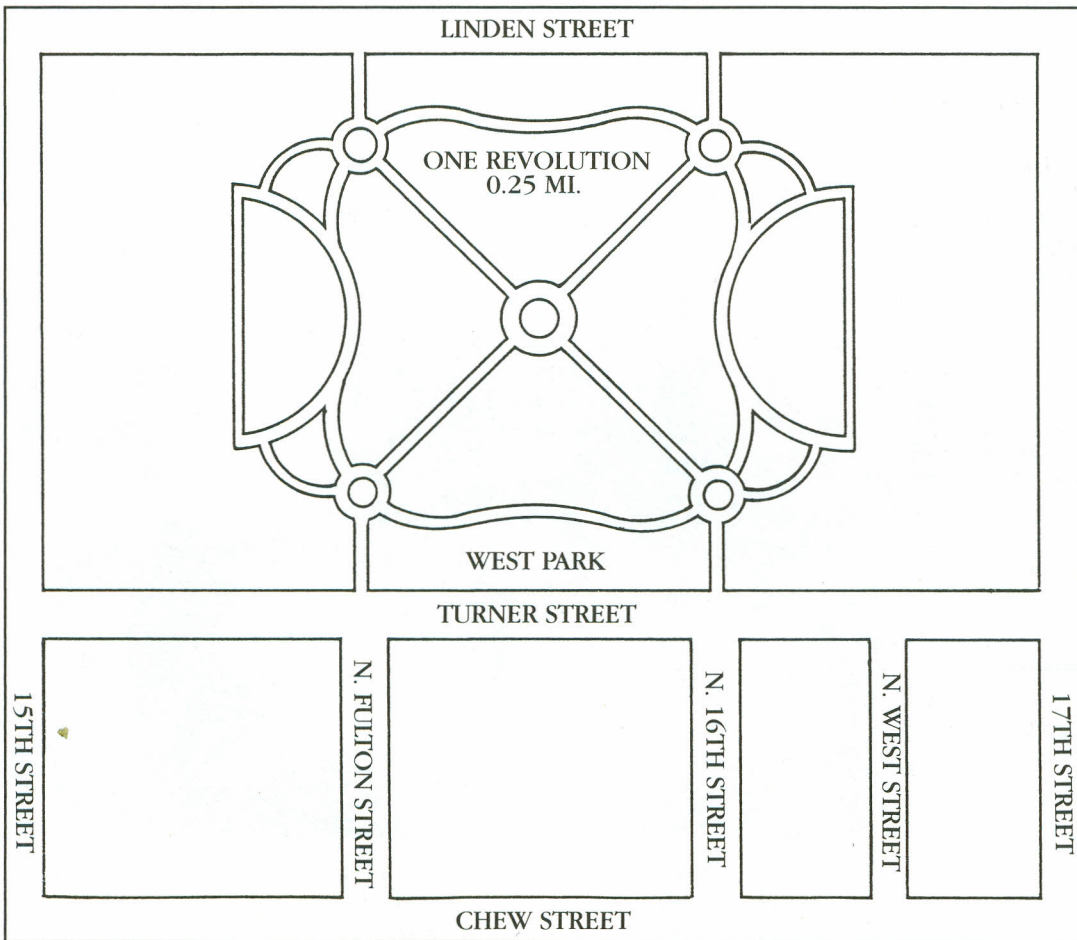 LINDEN STREET
ONE REVOLUTION
0.25 MI.
WEST PARK
TURNER STREET
15TH STREET
N. FULTON STREET
N. 16TH STREET
N. WEST STREET
17TH STREET
CHEW STREET